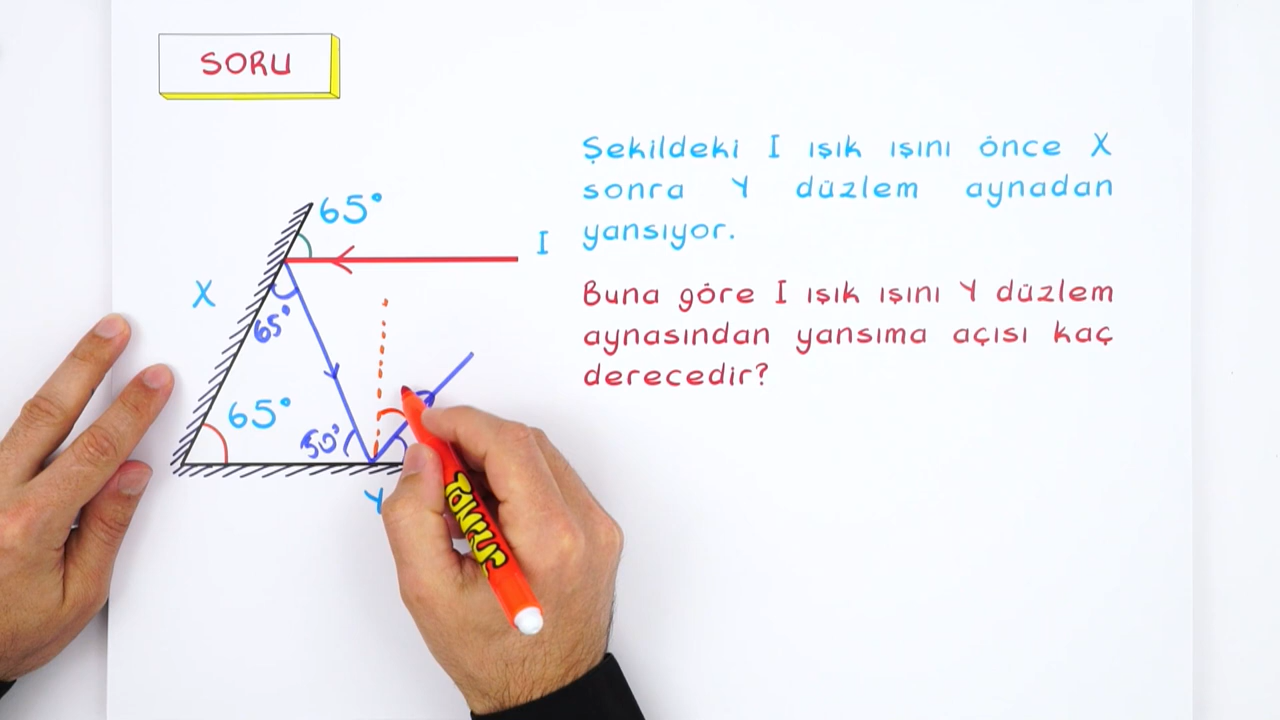 SORU
Şekildeki I ışık ışını önce X
sonra Y düzlem aynadan
yansıyor.
Buna göre I ışık ışını Y düzlem
aynasından yansıma açısı kaç
derecedir?
65°
I
X
65°
65°
50°
Y
TONGUÇ